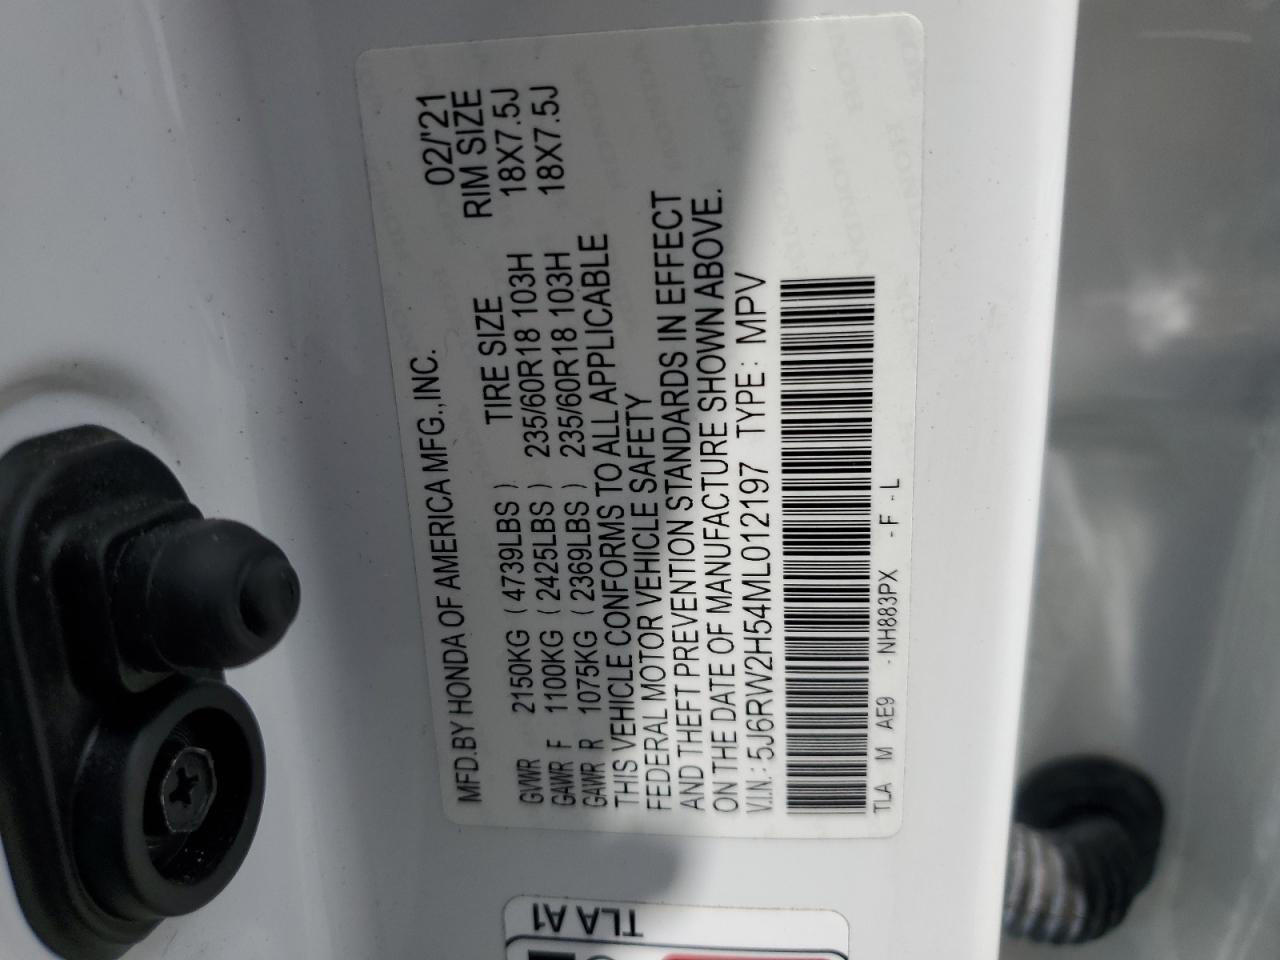 MFD.BY HONDA OF AMERICA MFG.,INC. 02/'21
TIRE SIZE RIM SIZE
GVWR 2150KG ( 4739LBS ) 235/60R18 103H 18X7.5J
GAWR F 1100KG ( 2425LBS ) 235/60R18 103H 18X7.5J
GAWR R 1075KG ( 2369LBS )
THIS VEHICLE CONFORMS TO ALL APPLICABLE
FEDERAL MOTOR VEHICLE SAFETY
AND THEFT PREVENTION STANDARDS IN EFFECT
ON THE DATE OF MANUFACTURE SHOWN ABOVE.
V.I.N.: 5J6RW2H54ML012197 TYPE: MPV
TLA M AE9 - NH883PX - F - L
TLA A1